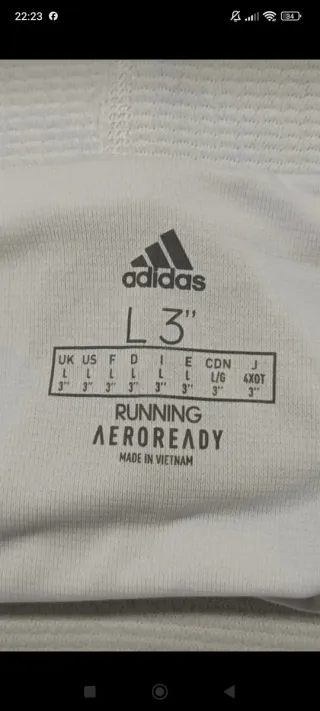 22:23
34
adidas
L 3"
UK US F D I E CDN J
L L L L L L L/G 4XOT
3" 3" 3" 3" 3" 3" 3" 3"
RUNNING
AEROREADY
MADE IN VIETNAM